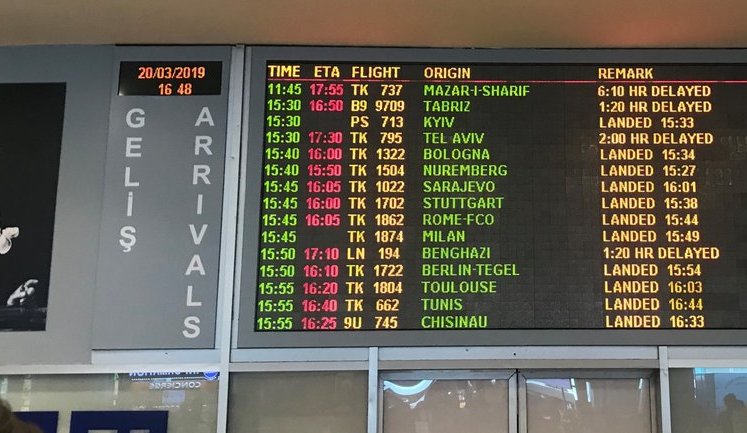 20/03/2019
16 48
GELİŞ
ARRIVALS
TIME ETA FLIGHT ORIGIN REMARK
11:45 17:55 TK 737 MAZAR-I-SHARIF 6:10 HR DELAYED
15:30 16:50 B9 9709 TABRIZ 1:20 HR DELAYED
15:30 PS 713 KYIV LANDED 15:33
15:30 17:30 TK 795 TEL AVIV 2:00 HR DELAYED
15:40 16:00 TK 1322 BOLOGNA LANDED 15:34
15:40 15:50 TK 1504 NUREMBERG LANDED 15:27
15:45 16:05 TK 1022 SARAJEVO LANDED 16:01
15:45 16:00 TK 1702 STUTTGART LANDED 15:38
15:45 16:05 TK 1862 ROME-FCO LANDED 15:44
15:45 TK 1874 MILAN LANDED 15:49
15:50 17:10 LN 194 BENGHAZI 1:20 HR DELAYED
15:50 16:10 TK 1722 BERLIN-TEGEL LANDED 15:54
15:55 16:20 TK 1804 TOULOUSE LANDED 16:03
15:55 16:40 TK 662 TUNIS LANDED 16:44
15:55 16:25 9U 745 CHISINAU LANDED 16:33
CONCIERGE